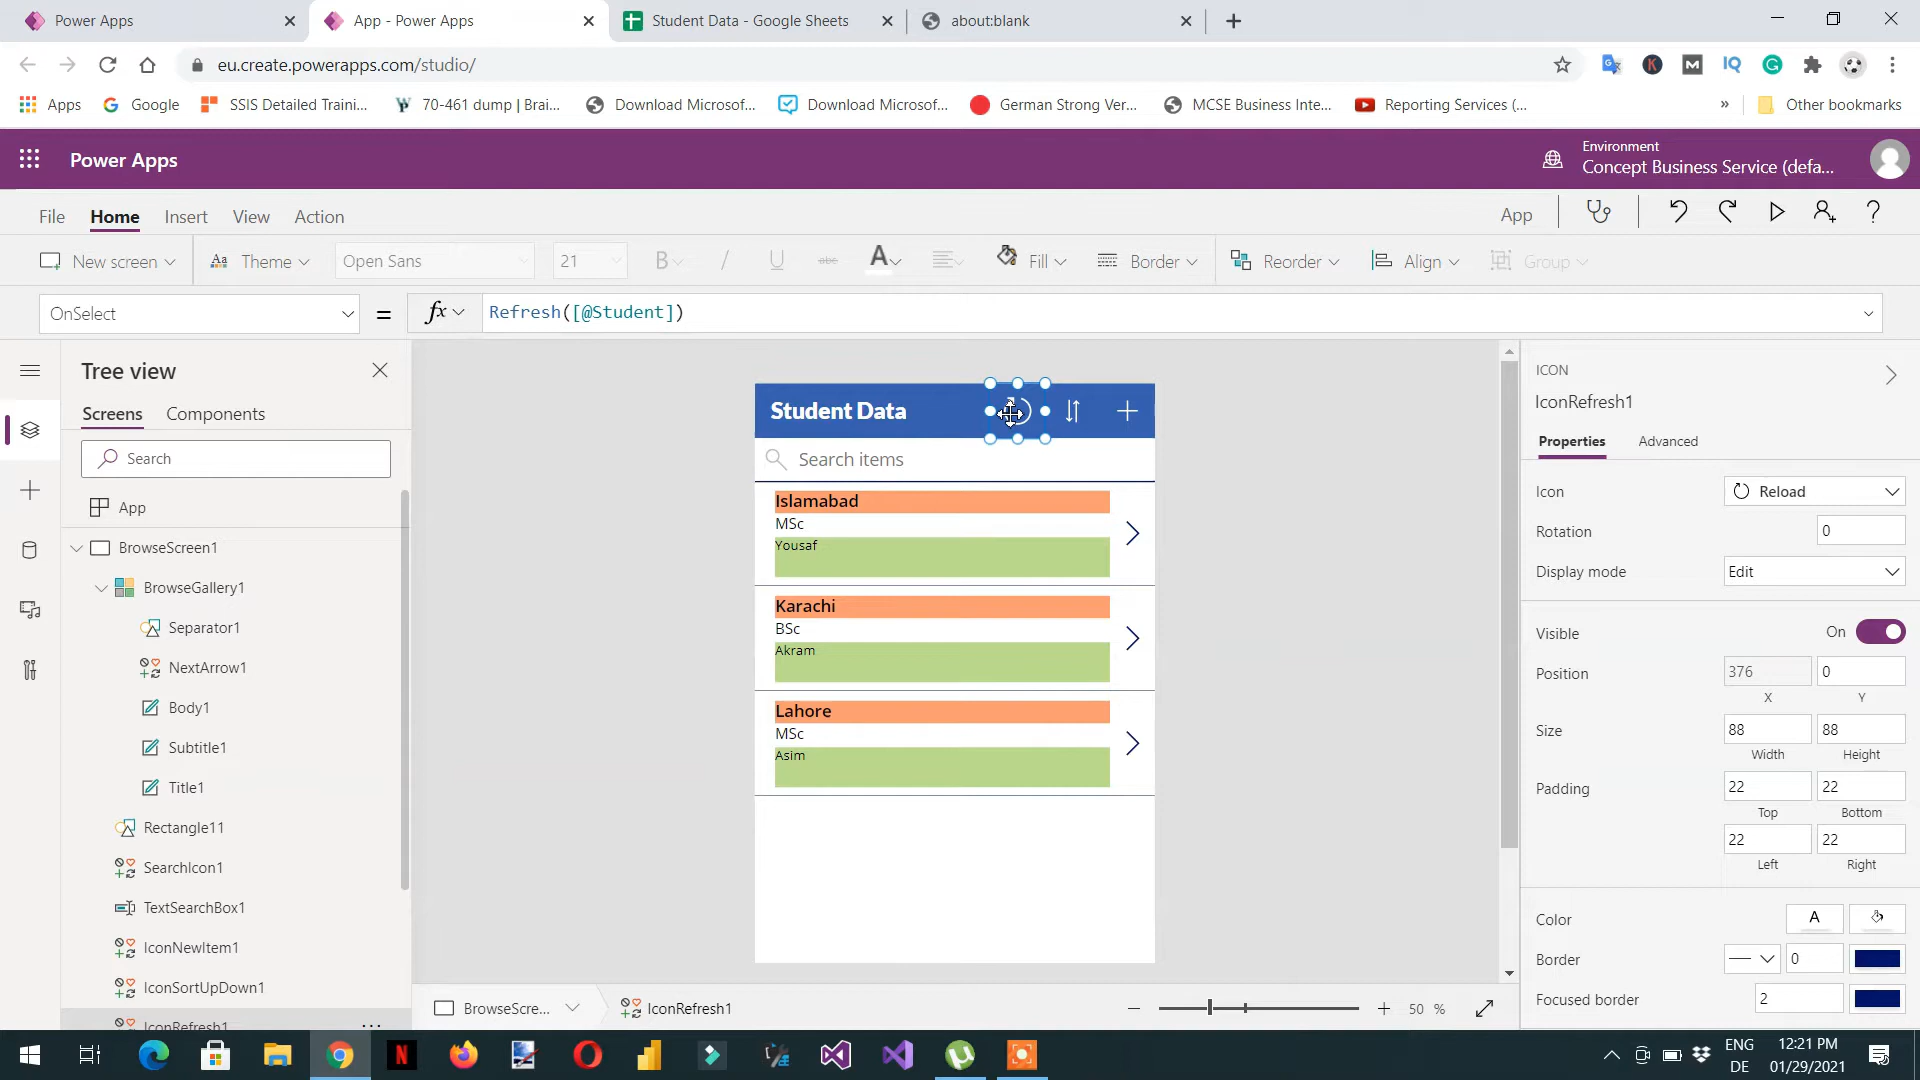 Power Apps
App - Power Apps
Student Data - Google Sheets
about:blank
eu.create.powerapps.com/studio/
Apps
Google
SSIS Detailed Traini...
70-461 dump | Brai...
Download Microsof...
Download Microsof...
German Strong Ver...
MCSE Business Inte...
Reporting Services (...
»
Other bookmarks
Power Apps
Environment
Concept Business Service (defa...
File
Home
Insert
View
Action
App
New screen
Theme
Open Sans
21
B
/
U
abc
A
Fill
Border
Reorder
Align
Group
OnSelect
=
fx
Refresh([@Student])
Tree view
Screens
Components
Search
App
BrowseScreen1
BrowseGallery1
Separator1
NextArrow1
Body1
Subtitle1
Title1
Rectangle11
SearchIcon1
TextSearchBox1
IconNewItem1
IconSortUpDown1
IconRefresh1
...
Student Data
Search items
Islamabad
MSc
Yousaf
Karachi
BSc
Akram
Lahore
MSc
Asim
BrowseScre...
IconRefresh1
50 %
ICON
IconRefresh1
Properties
Advanced
Icon
Reload
Rotation
0
Display mode
Edit
Visible
On
Position
376
0
X
Y
Size
88
88
Width
Height
Padding
22
22
Top
Bottom
22
22
Left
Right
Color
A
Border
0
Focused border
2
ENG
DE
12:21 PM
01/29/2021